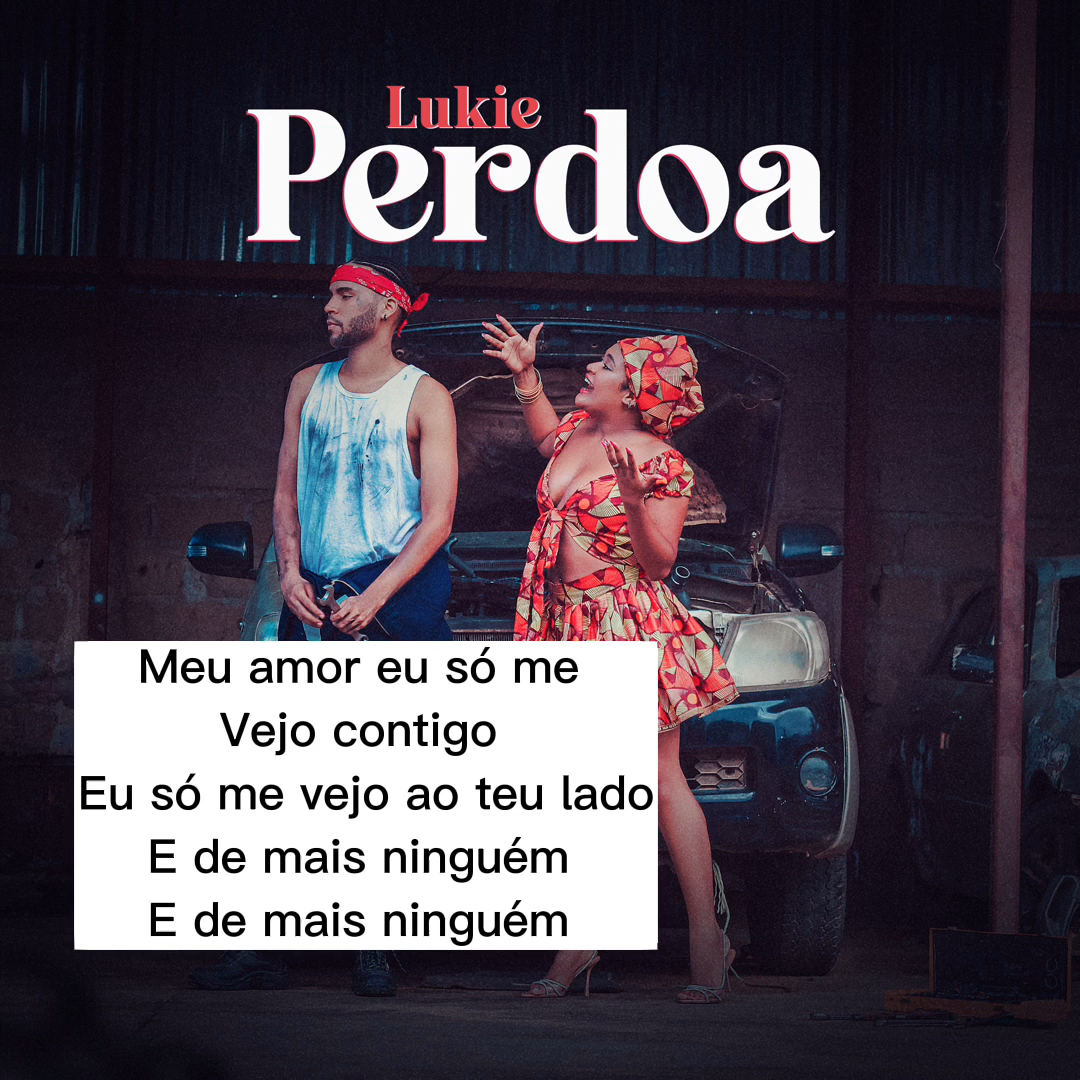 Lukie
Perdoa
Meu amor eu só me
Vejo contigo
Eu só me vejo ao teu lado
E de mais ninguém
E de mais ninguém